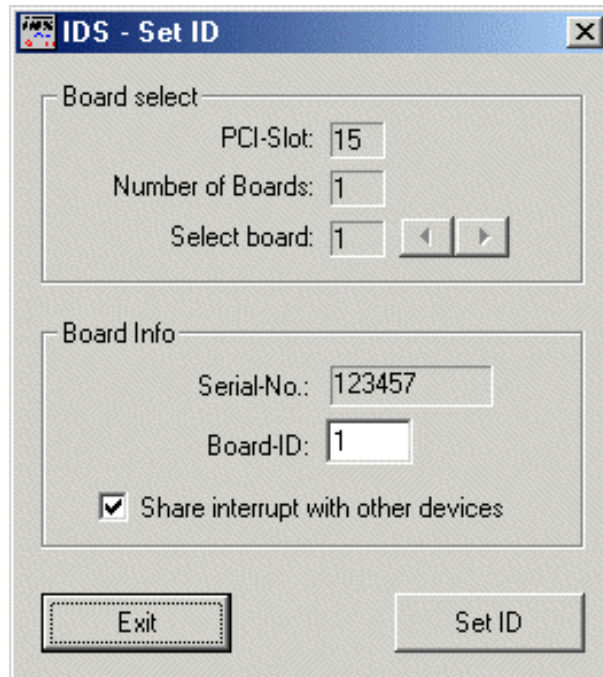 IDS - Set ID
Board select
PCI-Slot: 15
Number of Boards: 1
Select board: 1
Board Info
Serial-No.: 123457
Board-ID: 1
Share interrupt with other devices
Exit Set ID